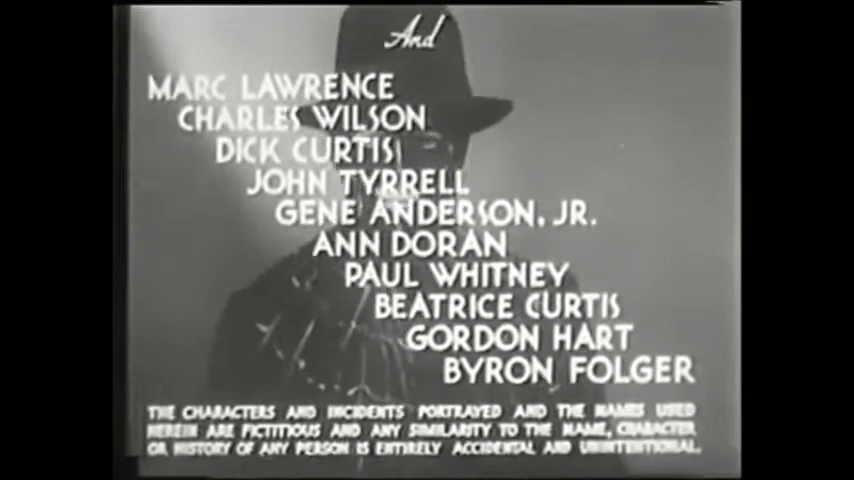 And
MARC LAWRENCE
CHARLES WILSON
DICK CURTIS
JOHN TYRRELL
GENE ANDERSON, JR.
ANN DORAN
PAUL WHITNEY
BEATRICE CURTIS
GORDON HART
BYRON FOLGER
THE CHARACTERS AND INCIDENTS PORTRAYED AND THE NAMES USED
HEREIN ARE FICTITIOUS AND ANY SIMILARITY TO THE NAME, CHARACTER
OR HISTORY OF ANY PERSON IS ENTIRELY ACCIDENTAL AND UNINTENTIONAL.